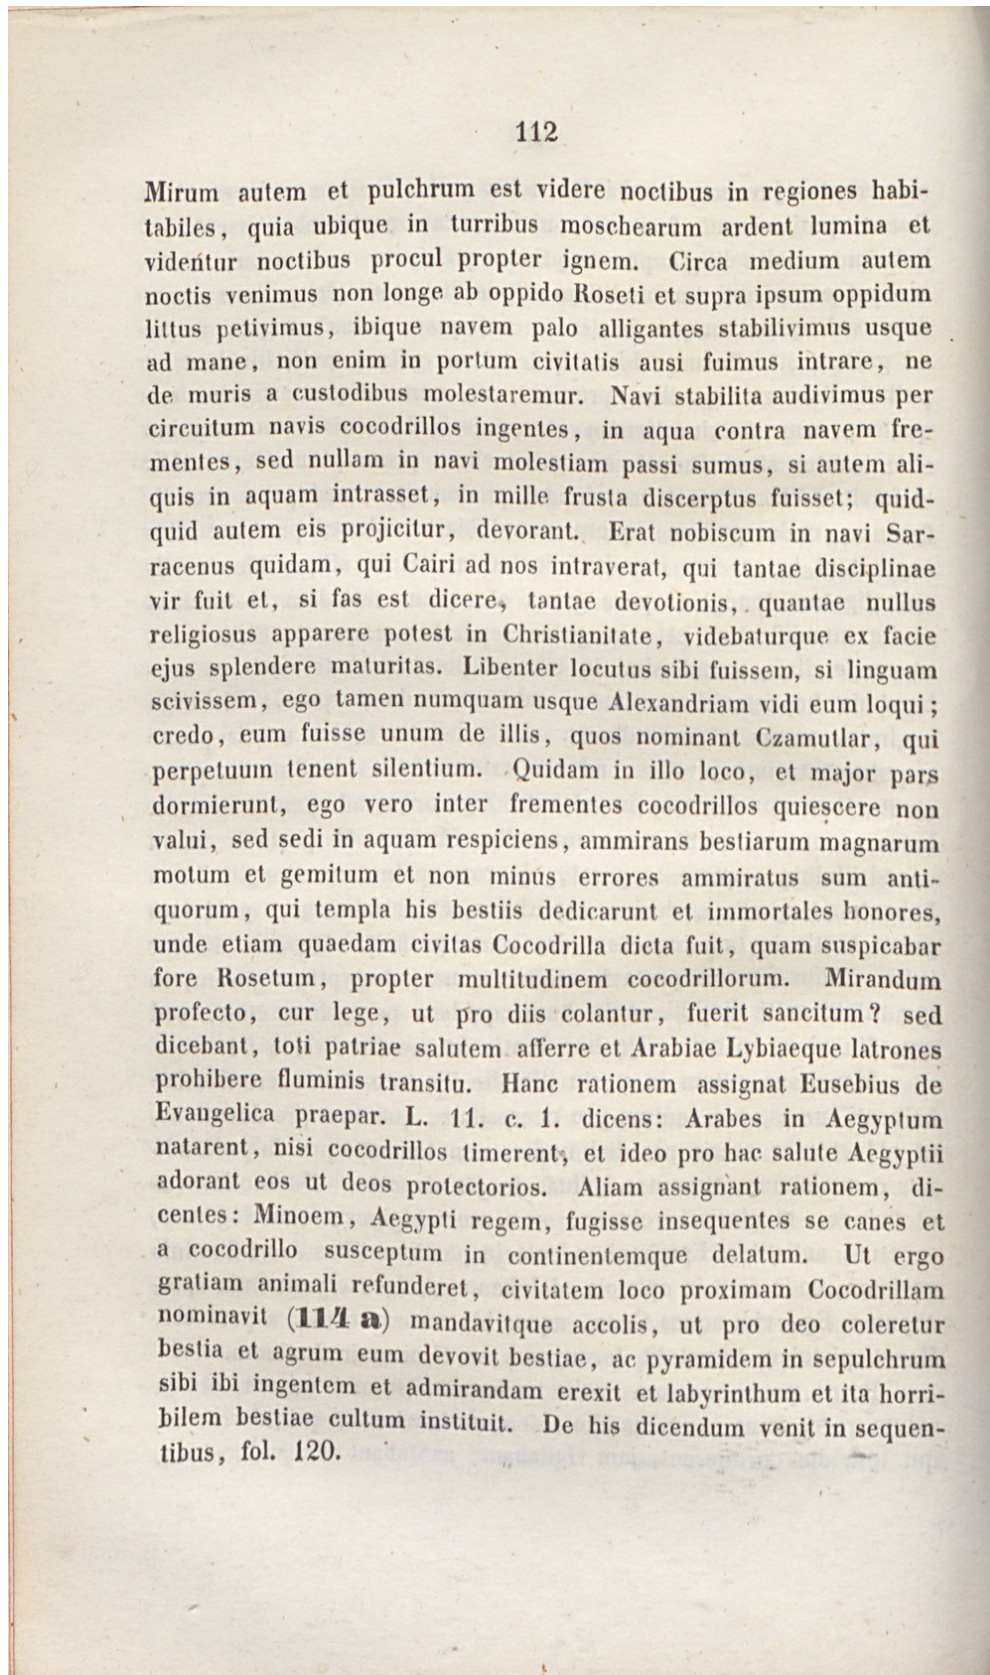 112
Mirum autem et pulchrum est videre noctibus in regiones habi-
tabiles, quia ubique in turribus moschearum ardent lumina et
videntur noctibus procul propter ignem. Circa medium autem
noctis venimus non longe ab oppido Roseti et supra ipsum oppidum
littus petivimus, ibique navem palo alligantes stabilivimus usque
ad mane, non enim in portum civitatis ausi fuimus intrare, ne
de muris a custodibus molestaremur. Navi stabilita audivimus per
circuitum navis cocodrillos ingentes, in aqua contra navem fre-
mentes, sed nullam in navi molestiam passi sumus, si autem ali-
quis in aquam intrasset, in mille frusta discerptus fuisset; quid-
quid autem eis projicitur, devorant. Erat nobiscum in navi Sar-
racenus quidam, qui Cairi ad nos intraverat, qui tantae disciplinae
vir fuit et, si fas est dicere, tantae devotionis, quantae nullus
religiosus apparere potest in Christianitate, videbaturque ex facie
ejus splendere maturitas. Libenter locutus sibi fuissem, si linguam
scivissem, ego tamen numquam usque Alexandriam vidi eum loqui;
credo, eum fuisse unum de illis, quos nominant Czamutlar, qui
perpetuum tenent silentium. Quidam in illo loco, et major pars
dormierunt, ego vero inter frementes cocodrillos quiescere non
valui, sed sedi in aquam respiciens, ammirans bestiarum magnarum
motum et gemitum et non minus errores ammiratus sum anti-
quorum, qui templa his bestiis dedicarunt et immortales honores,
unde etiam quaedam civitas Cocodrilla dicta fuit, quam suspicabar
fore Rosetum, propter multitudinem cocodrillorum. Mirandum
profecto, cur lege, ut pro diis colantur, fuerit sancitum? sed
dicebant, toti patriae salutem afferre et Arabiae Lybiaeque latrones
prohibere fluminis transitu. Hanc rationem assignat Eusebius de
Evangelica praepar. L. 11. c. 1. dicens: Arabes in Aegyptum
natarent, nisi cocodrillos timerent, et ideo pro hac salute Aegyptii
adorant eos ut deos protectorios. Aliam assignant rationem, di-
centes: Minoem, Aegypti regem, fugisse insequentes se canes et
a cocodrillo susceptum in continentemque delatum. Ut ergo
gratiam animali refunderet, civitatem loco proximam Cocodrillam
nominavit (114 a) mandavitque accolis, ut pro deo coleretur
bestia et agrum eum devovit bestiae, ac pyramidem in sepulchrum
sibi ibi ingentem et admirandam erexit et labyrinthum et ita horri-
bilem bestiae cultum instituit. De his dicendum venit in sequen-
tibus, fol. 120.